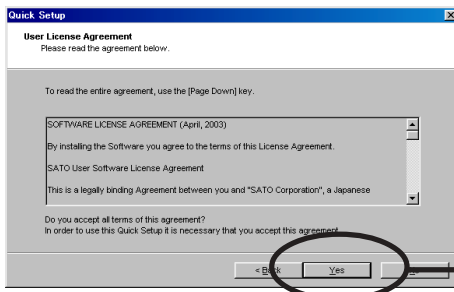 Quick Setup
User License Agreement
Please read the agreement below.
To read the entire agreement, use the [Page Down] key.
SOFTWARE LICENSE AGREEMENT (April, 2003)
By installing the Software you agree to the terms of this License Agreement.
SATO User Software License Agreement
This is a legally binding Agreement between you and "SATO Corporation", a Japanese
Do you accept all terms of this agreement?
In order to use this Quick Setup it is necessary that you accept this agreement.
< Back Yes